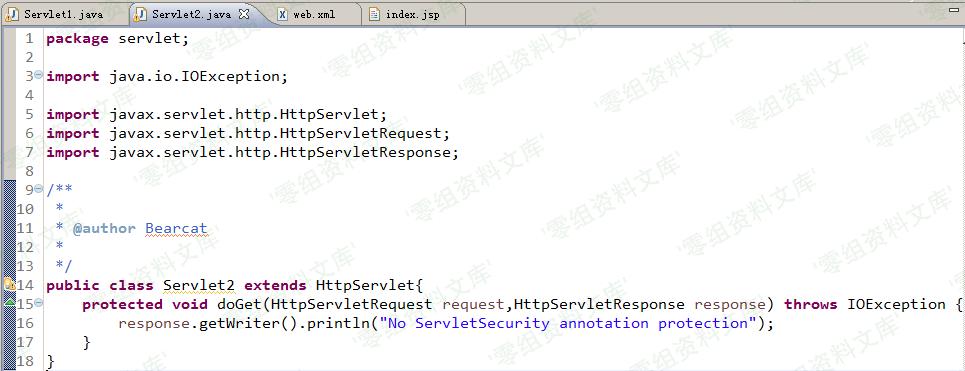 Servlet1.java Servlet2.java web.xml index.jsp
1 package servlet;
2
3 import java.io.IOException;
4
5 import javax.servlet.http.HttpServlet;
6 import javax.servlet.http.HttpServletRequest;
7 import javax.servlet.http.HttpServletResponse;
8
9 /**
10 *
11 * @author Bearcat
12 *
13 */
14 public class Servlet2 extends HttpServlet{
15 protected void doGet(HttpServletRequest request,HttpServletResponse response) throws IOException {
16 response.getWriter().println("No ServletSecurity annotation protection");
17 }
18 }
'零组资料文库'